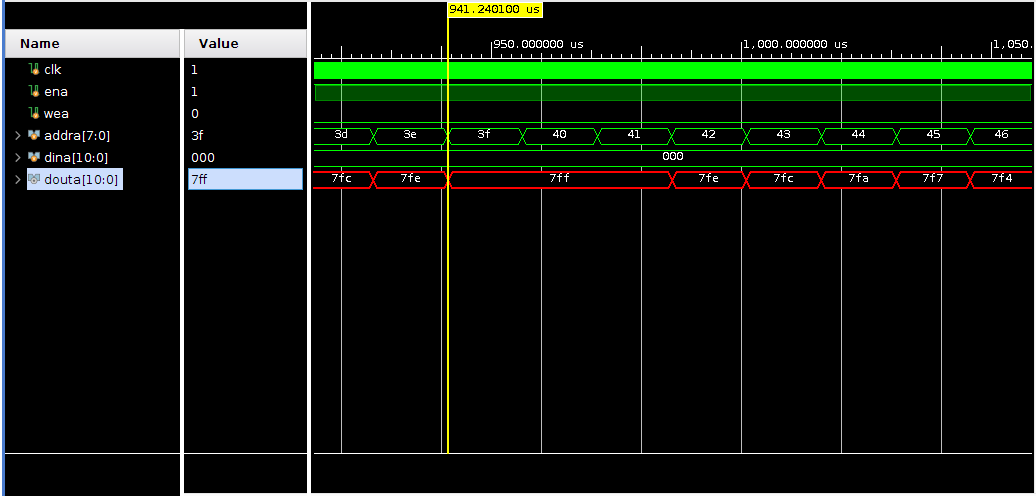 941.240100 us
Name Value
950.000000 us 1,000.000000 us 1,050.
clk 1
ena 1
wea 0
addra[7:0] 3f 3d 3e 3f 40 41 42 43 44 45 46
dina[10:0] 000 000
douta[10:0] 7ff 7fc 7fe 7ff 7fe 7fc 7fa 7f7 7f4